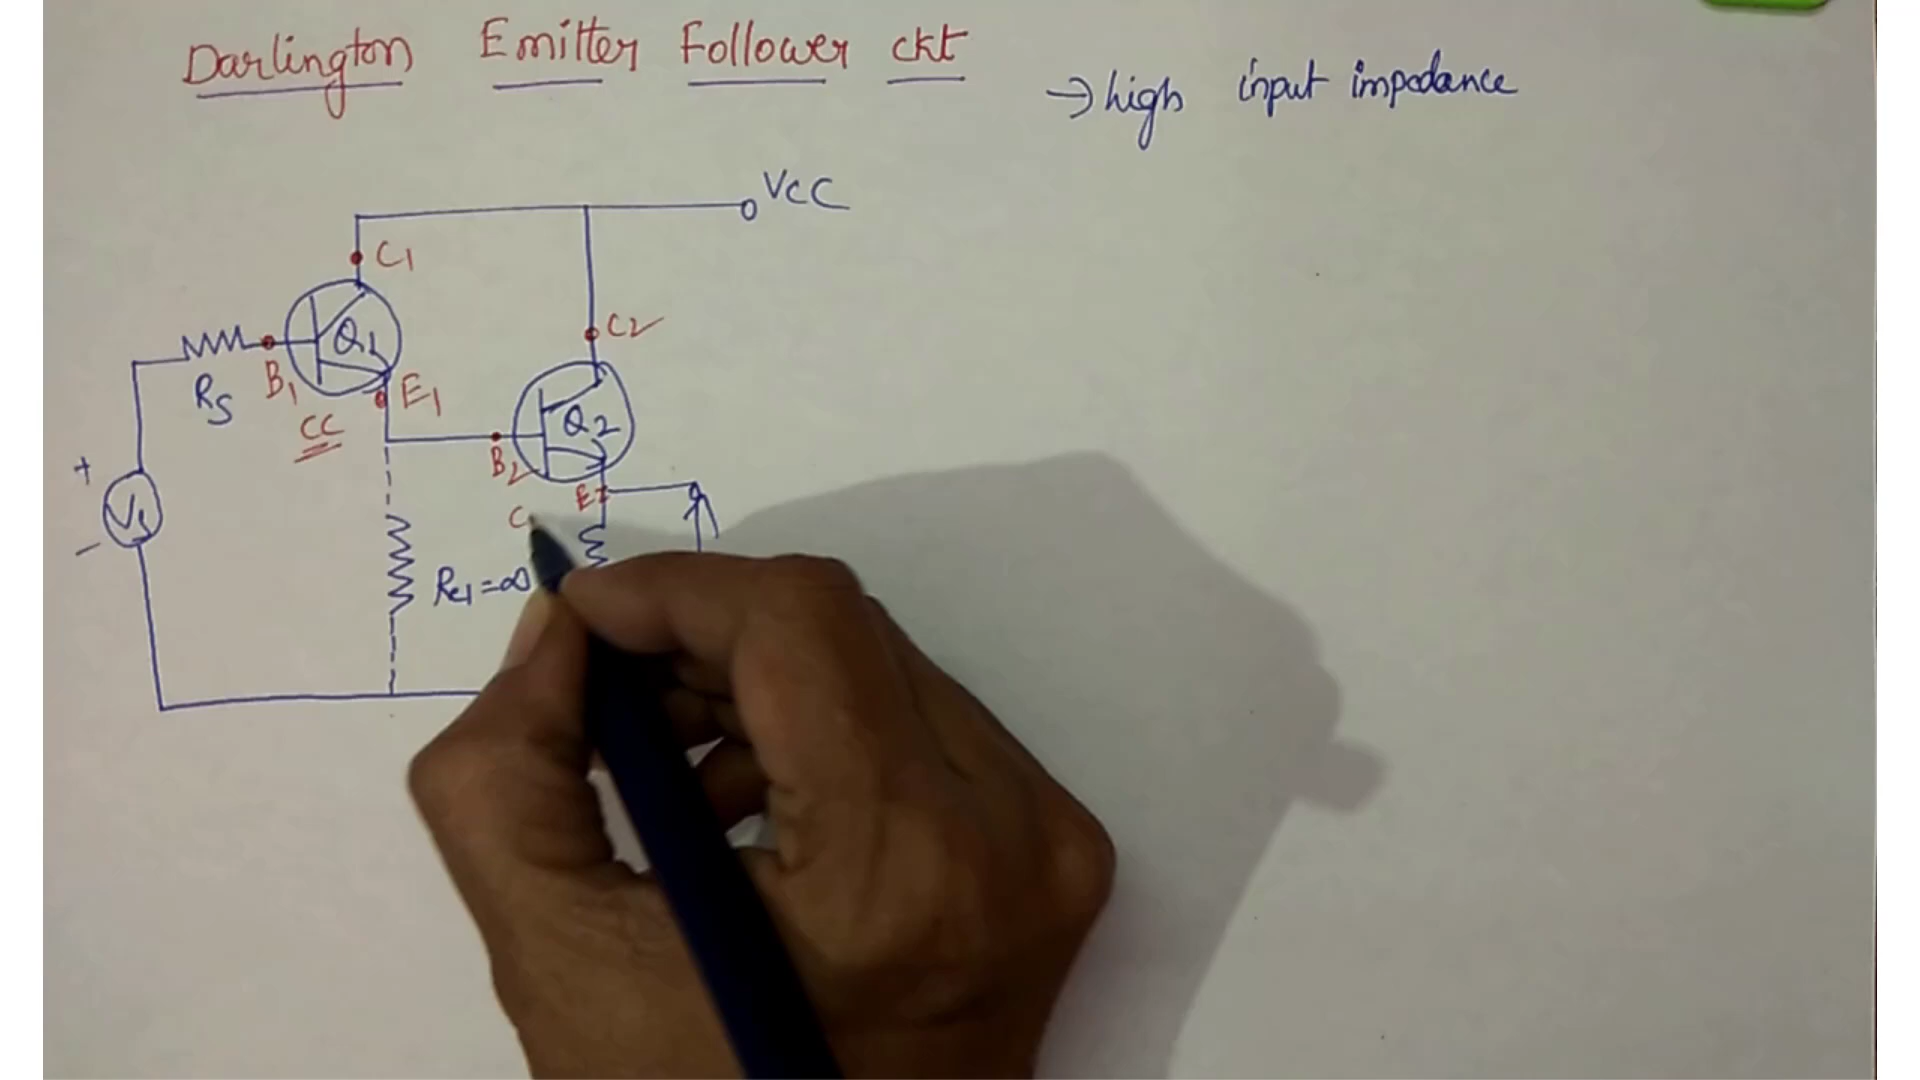 Darlington Emitter Follower ckt
→ high input impedance
VCC
C1
Q1
C2
B1
Rs
E1
CC
Q2
B2
+
Vs
-
E2
C
Re1 = ∞